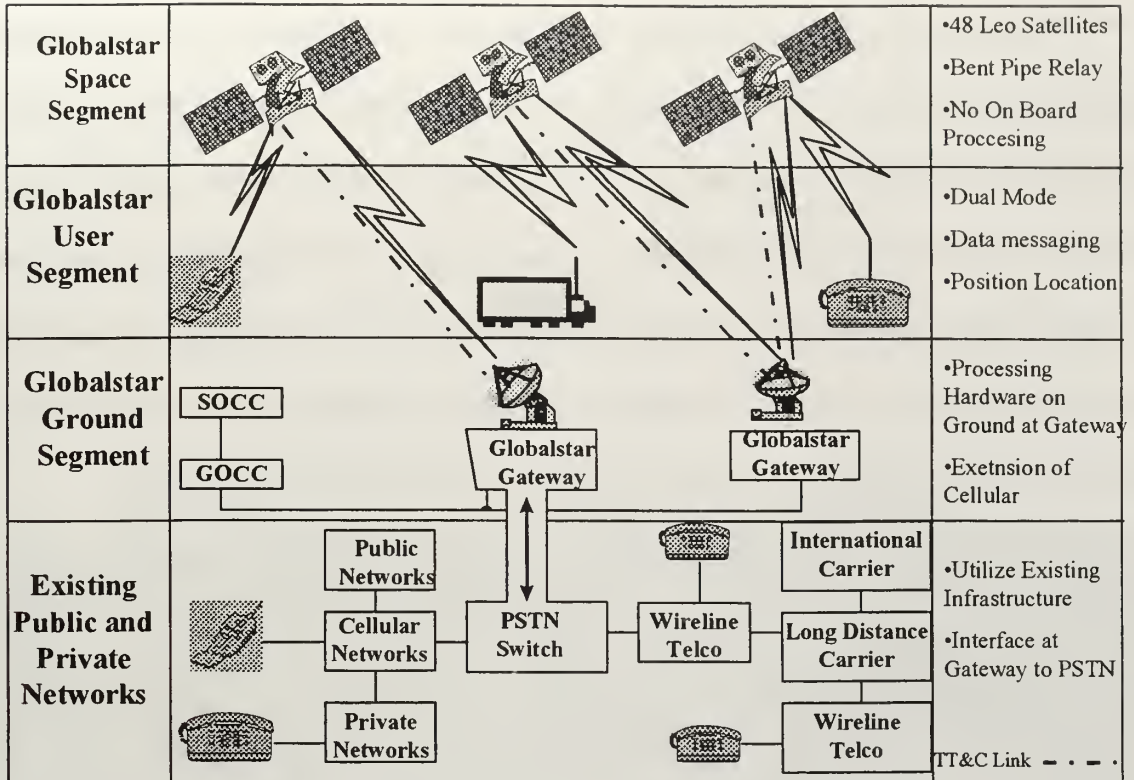 Globalstar
Space
Segment
•48 Leo Satellites
•Bent Pipe Relay
•No On Board
Proccesing
Globalstar
User
Segment
•Dual Mode
•Data messaging
•Position Location
Globalstar
Ground
Segment
SOCC
GOCC
Globalstar
Gateway
Globalstar
Gateway
•Processing
Hardware on
Ground at Gateway
•Exetnsion of
Cellular
Existing
Public and
Private
Networks
Public
Networks
Cellular
Networks
Private
Networks
PSTN
Switch
Wireline
Telco
International
Carrier
Long Distance
Carrier
Wireline
Telco
•Utilize Existing
Infrastructure
•Interface at
Gateway to PSTN
TT&C Link